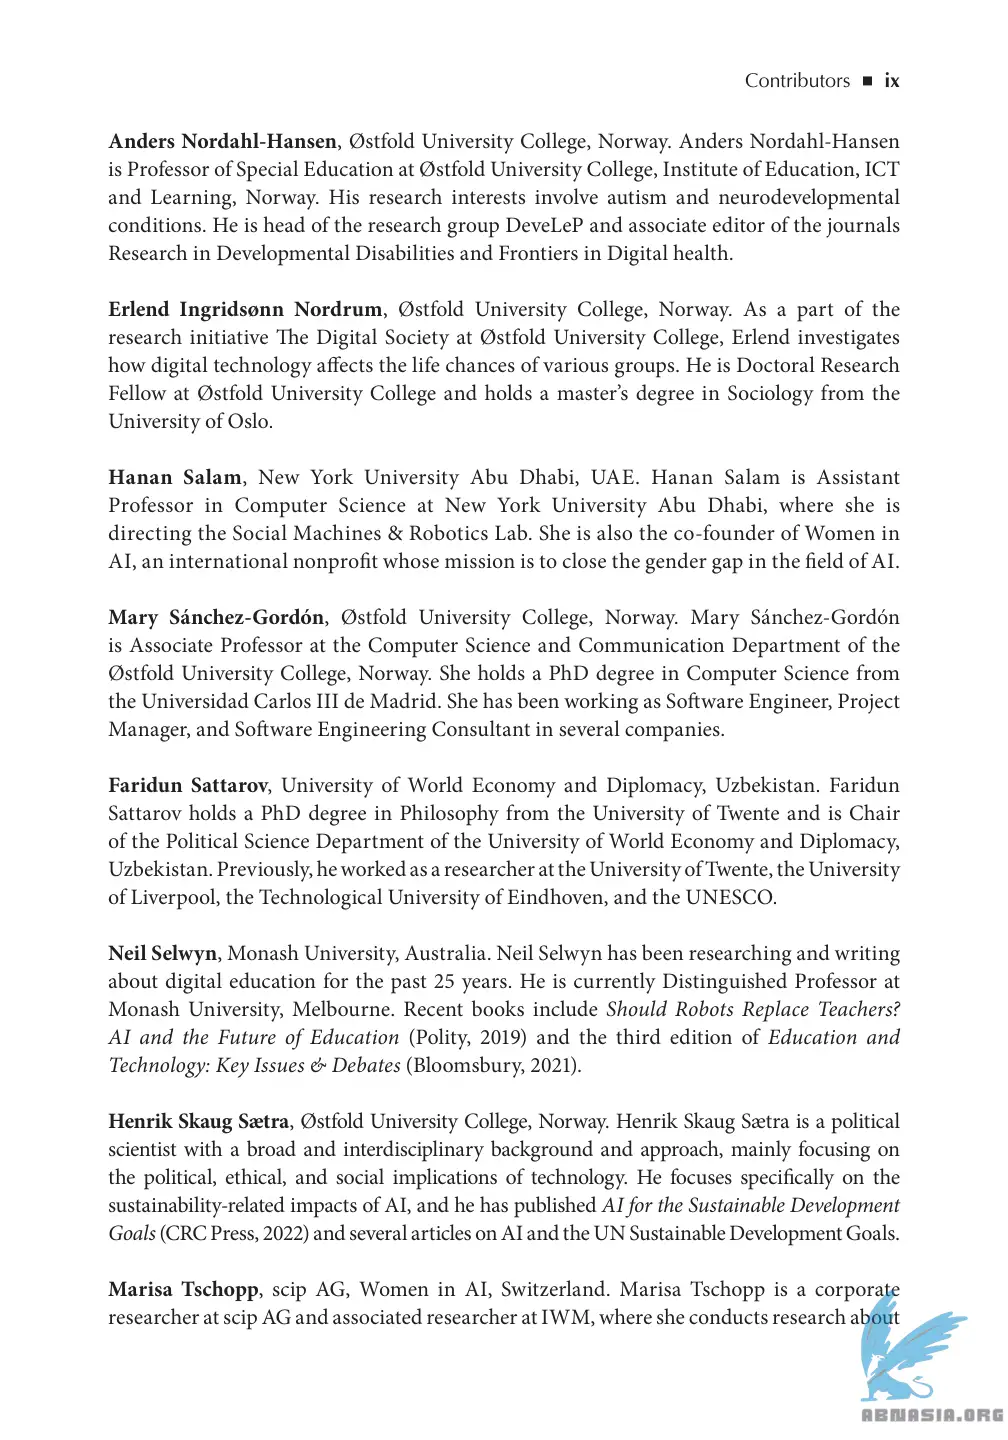 Contributors ■ ix
Anders Nordahl-Hansen, Østfold University College, Norway. Anders Nordahl-Hansen
is Professor of Special Education at Østfold University College, Institute of Education, ICT
and Learning, Norway. His research interests involve autism and neurodevelopmental
conditions. He is head of the research group DeveLeP and associate editor of the journals
Research in Developmental Disabilities and Frontiers in Digital health.
Erlend Ingridsønn Nordrum, Østfold University College, Norway. As a part of the
research initiative The Digital Society at Østfold University College, Erlend investigates
how digital technology affects the life chances of various groups. He is Doctoral Research
Fellow at Østfold University College and holds a master’s degree in Sociology from the
University of Oslo.
Hanan Salam, New York University Abu Dhabi, UAE. Hanan Salam is Assistant
Professor in Computer Science at New York University Abu Dhabi, where she is
directing the Social Machines & Robotics Lab. She is also the co-founder of Women in
AI, an international nonprofit whose mission is to close the gender gap in the field of AI.
Mary Sánchez-Gordón, Østfold University College, Norway. Mary Sánchez-Gordón
is Associate Professor at the Computer Science and Communication Department of the
Østfold University College, Norway. She holds a PhD degree in Computer Science from
the Universidad Carlos III de Madrid. She has been working as Software Engineer, Project
Manager, and Software Engineering Consultant in several companies.
Faridun Sattarov, University of World Economy and Diplomacy, Uzbekistan. Faridun
Sattarov holds a PhD degree in Philosophy from the University of Twente and is Chair
of the Political Science Department of the University of World Economy and Diplomacy,
Uzbekistan. Previously, he worked as a researcher at the University of Twente, the University
of Liverpool, the Technological University of Eindhoven, and the UNESCO.
Neil Selwyn, Monash University, Australia. Neil Selwyn has been researching and writing
about digital education for the past 25 years. He is currently Distinguished Professor at
Monash University, Melbourne. Recent books include Should Robots Replace Teachers?
AI and the Future of Education (Polity, 2019) and the third edition of Education and
Technology: Key Issues & Debates (Bloomsbury, 2021).
Henrik Skaug Sætra, Østfold University College, Norway. Henrik Skaug Sætra is a political
scientist with a broad and interdisciplinary background and approach, mainly focusing on
the political, ethical, and social implications of technology. He focuses specifically on the
sustainability-related impacts of AI, and he has published AI for the Sustainable Development
Goals (CRC Press, 2022) and several articles on AI and the UN Sustainable Development Goals.
Marisa Tschopp, scip AG, Women in AI, Switzerland. Marisa Tschopp is a corporate
researcher at scip AG and associated researcher at IWM, where she conducts research about
ABNASIA.ORG